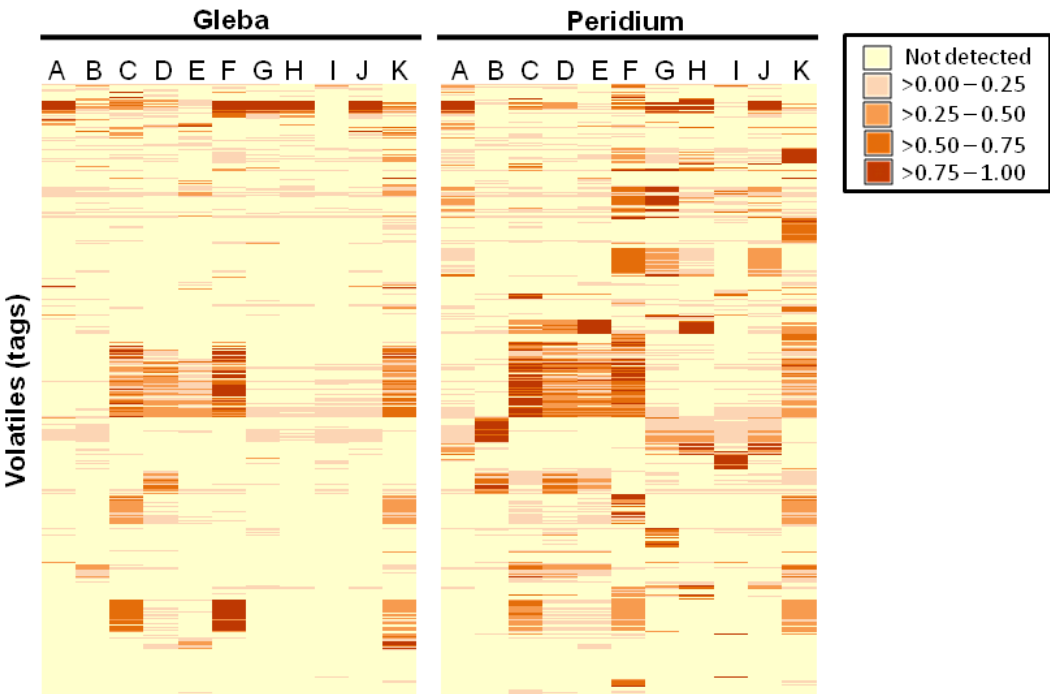 Gleba
Peridium
A B C D E F G H I J K
A B C D E F G H I J K
Not detected
>0.00–0.25
>0.25–0.50
>0.50–0.75
>0.75–1.00
Volatiles (tags)